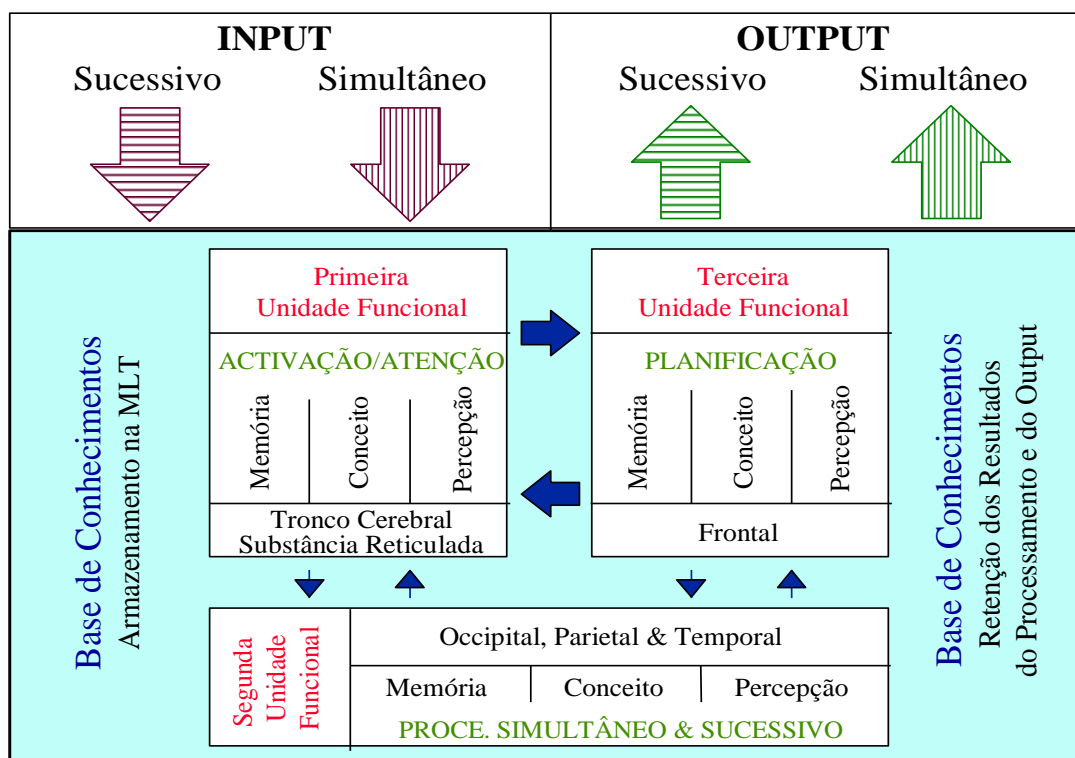 INPUT
Sucessivo Simultâneo
OUTPUT
Sucessivo Simultâneo
Base de Conhecimentos
Armazenamento na MLT
Primeira
Unidade Funcional
ACTIVAÇÃO/ATENÇÃO
Memória
Conceito
Percepção
Tronco Cerebral
Substância Reticulada
Terceira
Unidade Funcional
PLANIFICAÇÃO
Memória
Conceito
Percepção
Frontal
Segunda
Unidade
Funcional
Occipital, Parietal & Temporal
Memória Conceito Percepção
PROCE. SIMULTÂNEO & SUCESSIVO
Base de Conhecimentos
Retenção dos Resultados
do Processamento e do Output